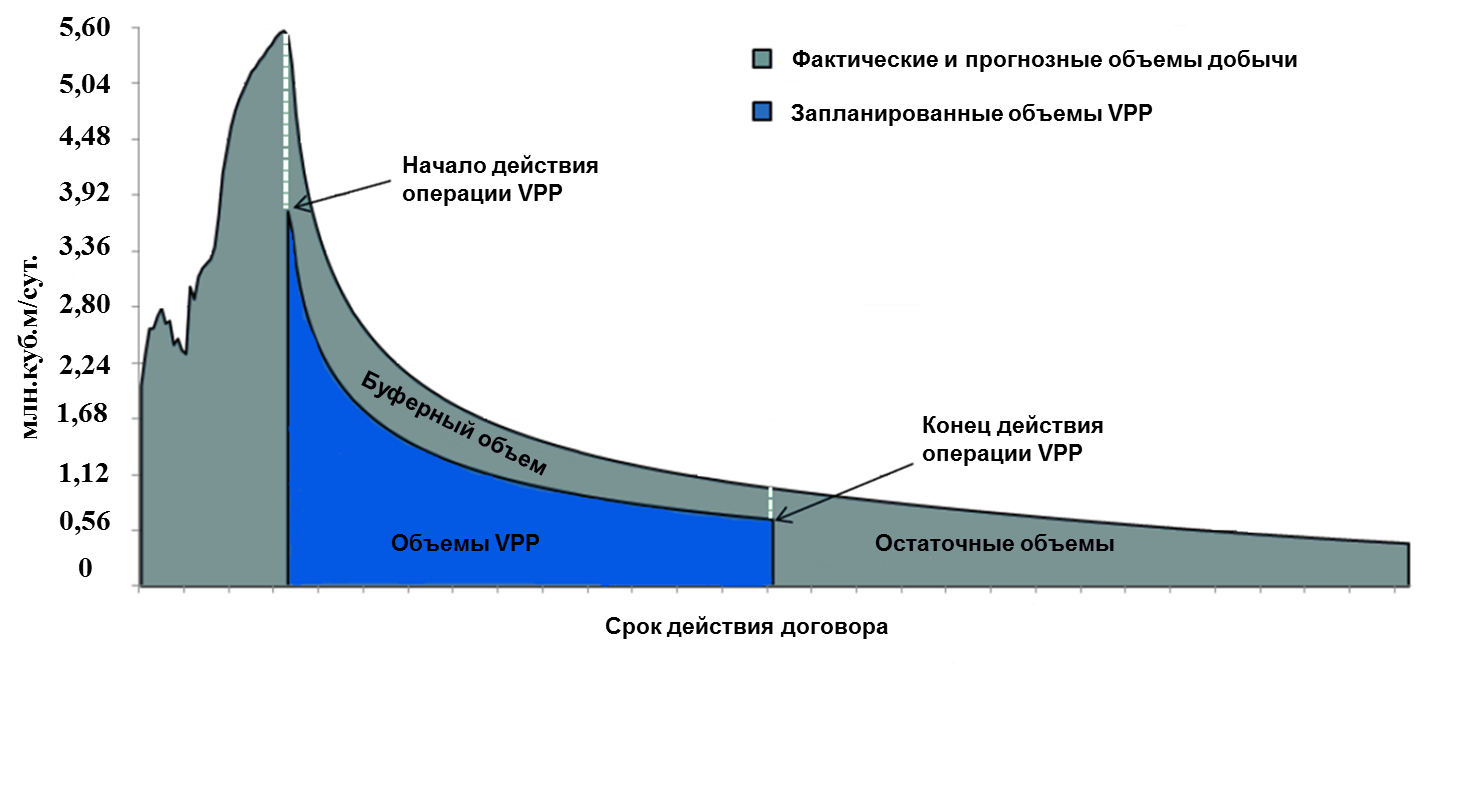 5,60
5,04
4,48
3,92
3,36
2,80
2,24
1,68
1,12
0,56
0
млн.куб.м/сут.
Фактические и прогнозные объемы добычи
Запланированные объемы VPP
Начало действия
операции VPP
Буферный объем
Конец действия
операции VPP
Объемы VPP
Остаточные объемы
Срок действия договора